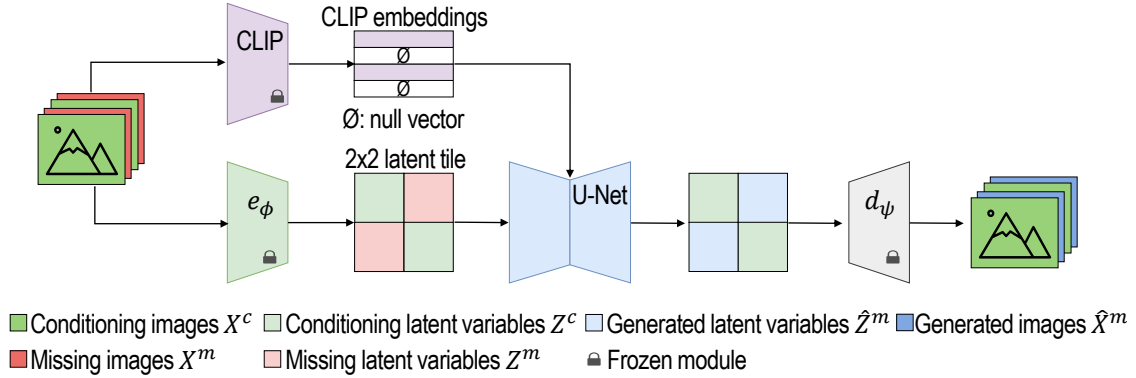 CLIP
CLIP embeddings
Ø
Ø
Ø: null vector
2x2 latent tile
e_ϕ
U-Net
d_ψ
Conditioning images X^c
Conditioning latent variables Z^c
Generated latent variables Ẑ^m
Generated images X̂^m
Missing images X^m
Missing latent variables Z^m
Frozen module